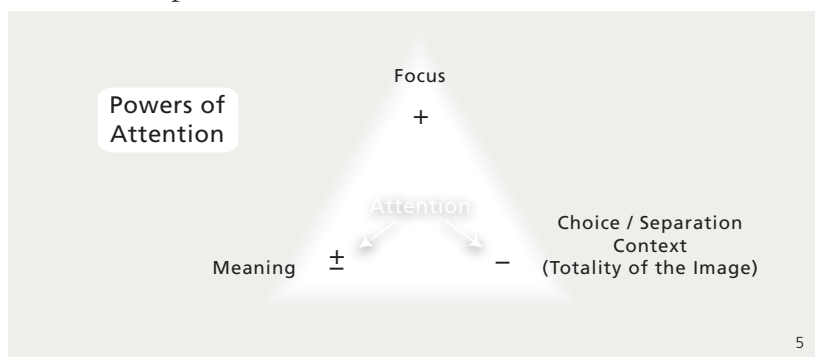 Focus
Powers of
Attention
+
Attention
Choice / Separation
Context
(Totality of the Image)
Meaning
±
–
5